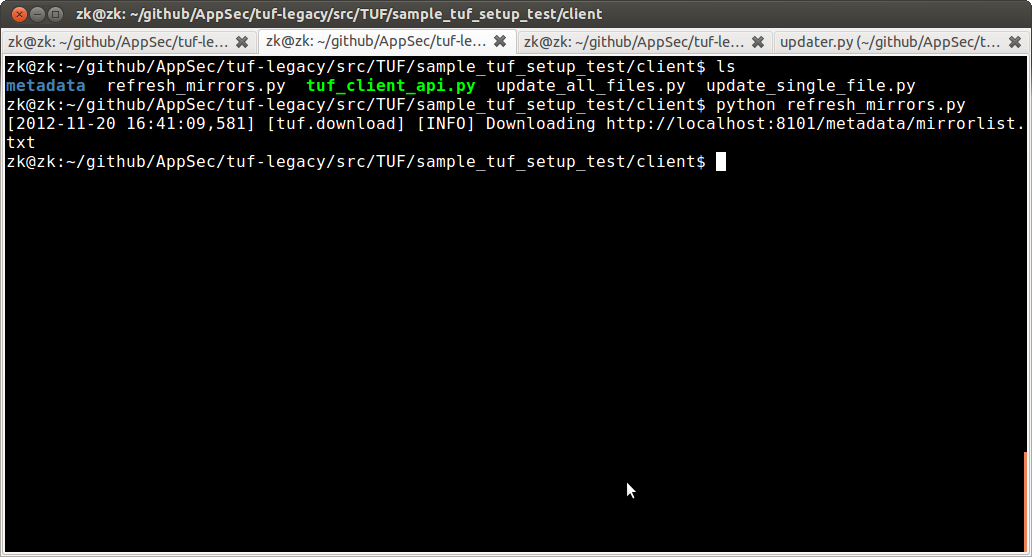 zk@zk: ~/github/AppSec/tuf-legacy/src/TUF/sample_tuf_setup_test/client
zk@zk: ~/github/AppSec/tuf-le... zk@zk: ~/github/AppSec/tuf-le... zk@zk: ~/github/AppSec/tuf-le... updater.py (~/github/AppSec/t...
zk@zk:~/github/AppSec/tuf-legacy/src/TUF/sample_tuf_setup_test/client$ ls
metadata refresh_mirrors.py tuf_client_api.py update_all_files.py update_single_file.py
zk@zk:~/github/AppSec/tuf-legacy/src/TUF/sample_tuf_setup_test/client$ python refresh_mirrors.py
[2012-11-20 16:41:09,581] [tuf.download] [INFO] Downloading http://localhost:8101/metadata/mirrorlist.
txt
zk@zk:~/github/AppSec/tuf-legacy/src/TUF/sample_tuf_setup_test/client$